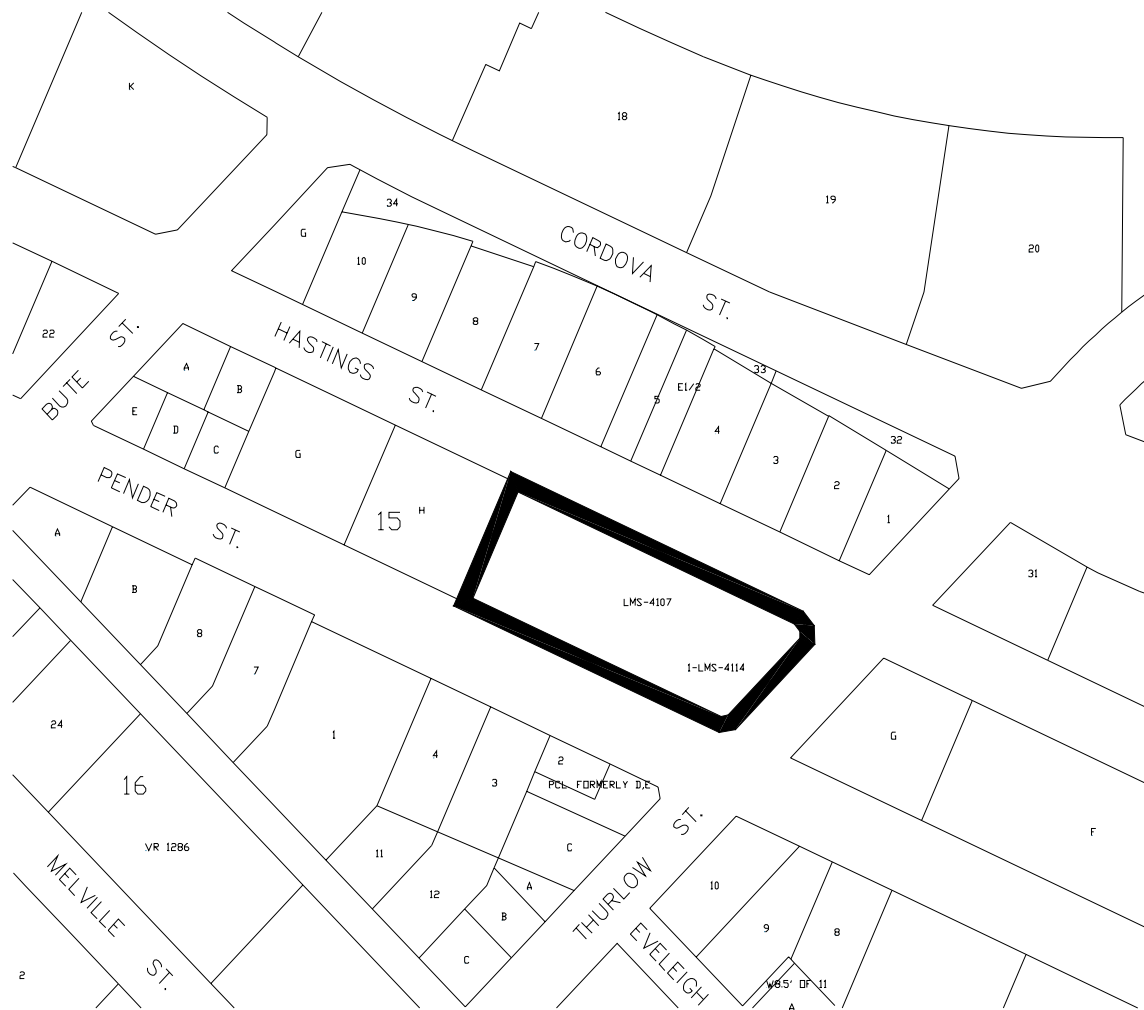 K
18
19
20
34
G
10
9
8
7
6
5
E1/2
4
33
3
32
2
1
CORDOVA ST.
22
BUTE ST.
HASTINGS ST.
A
B
E
D
C
G
15
H
PENDER ST.
LMS-4107
1-LMS-4114
31
A
B
8
7
24
16
VR 1286
1
4
3
2
PCL FORMERLY D,E
C
11
12
A
B
C
THURLOW ST.
G
F
MELVILLE ST.
2
EVELEIGH
10
9
8
W8.5' OF 11
A